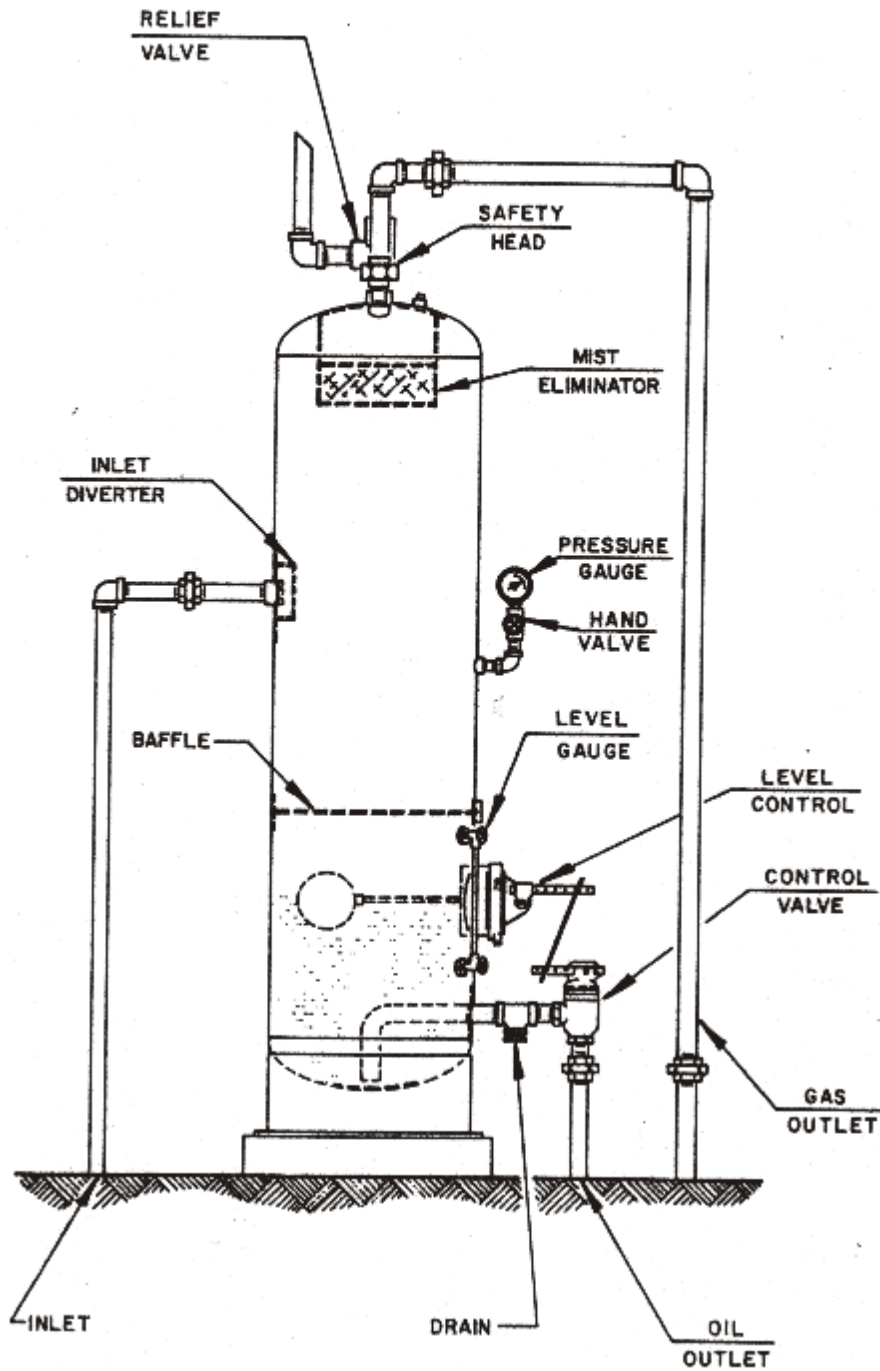 RELIEF
VALVE
SAFETY
HEAD
MIST
ELIMINATOR
INLET
DIVERTER
PRESSURE
GAUGE
HAND
VALVE
LEVEL
GAUGE
BAFFLE
LEVEL
CONTROL
CONTROL
VALVE
GAS
OUTLET
INLET
DRAIN
OIL
OUTLET